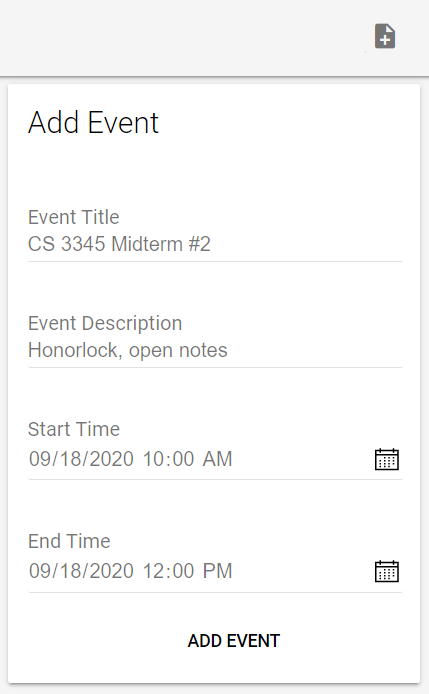 Add Event
Event Title
CS 3345 Midterm #2
Event Description
Honorlock, open notes
Start Time
09/18/2020 10:00 AM
End Time
09/18/2020 12:00 PM
ADD EVENT